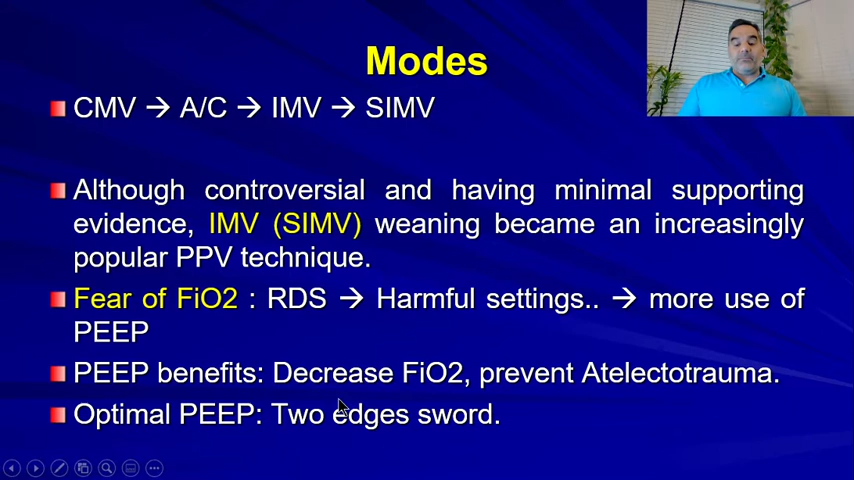 Modes
CMV → A/C → IMV → SIMV
Although controversial and having minimal supporting
evidence, IMV (SIMV) weaning became an increasingly
popular PPV technique.
Fear of FiO2 : RDS → Harmful settings.. → more use of
PEEP
PEEP benefits: Decrease FiO2, prevent Atelectotrauma.
Optimal PEEP: Two edges sword.